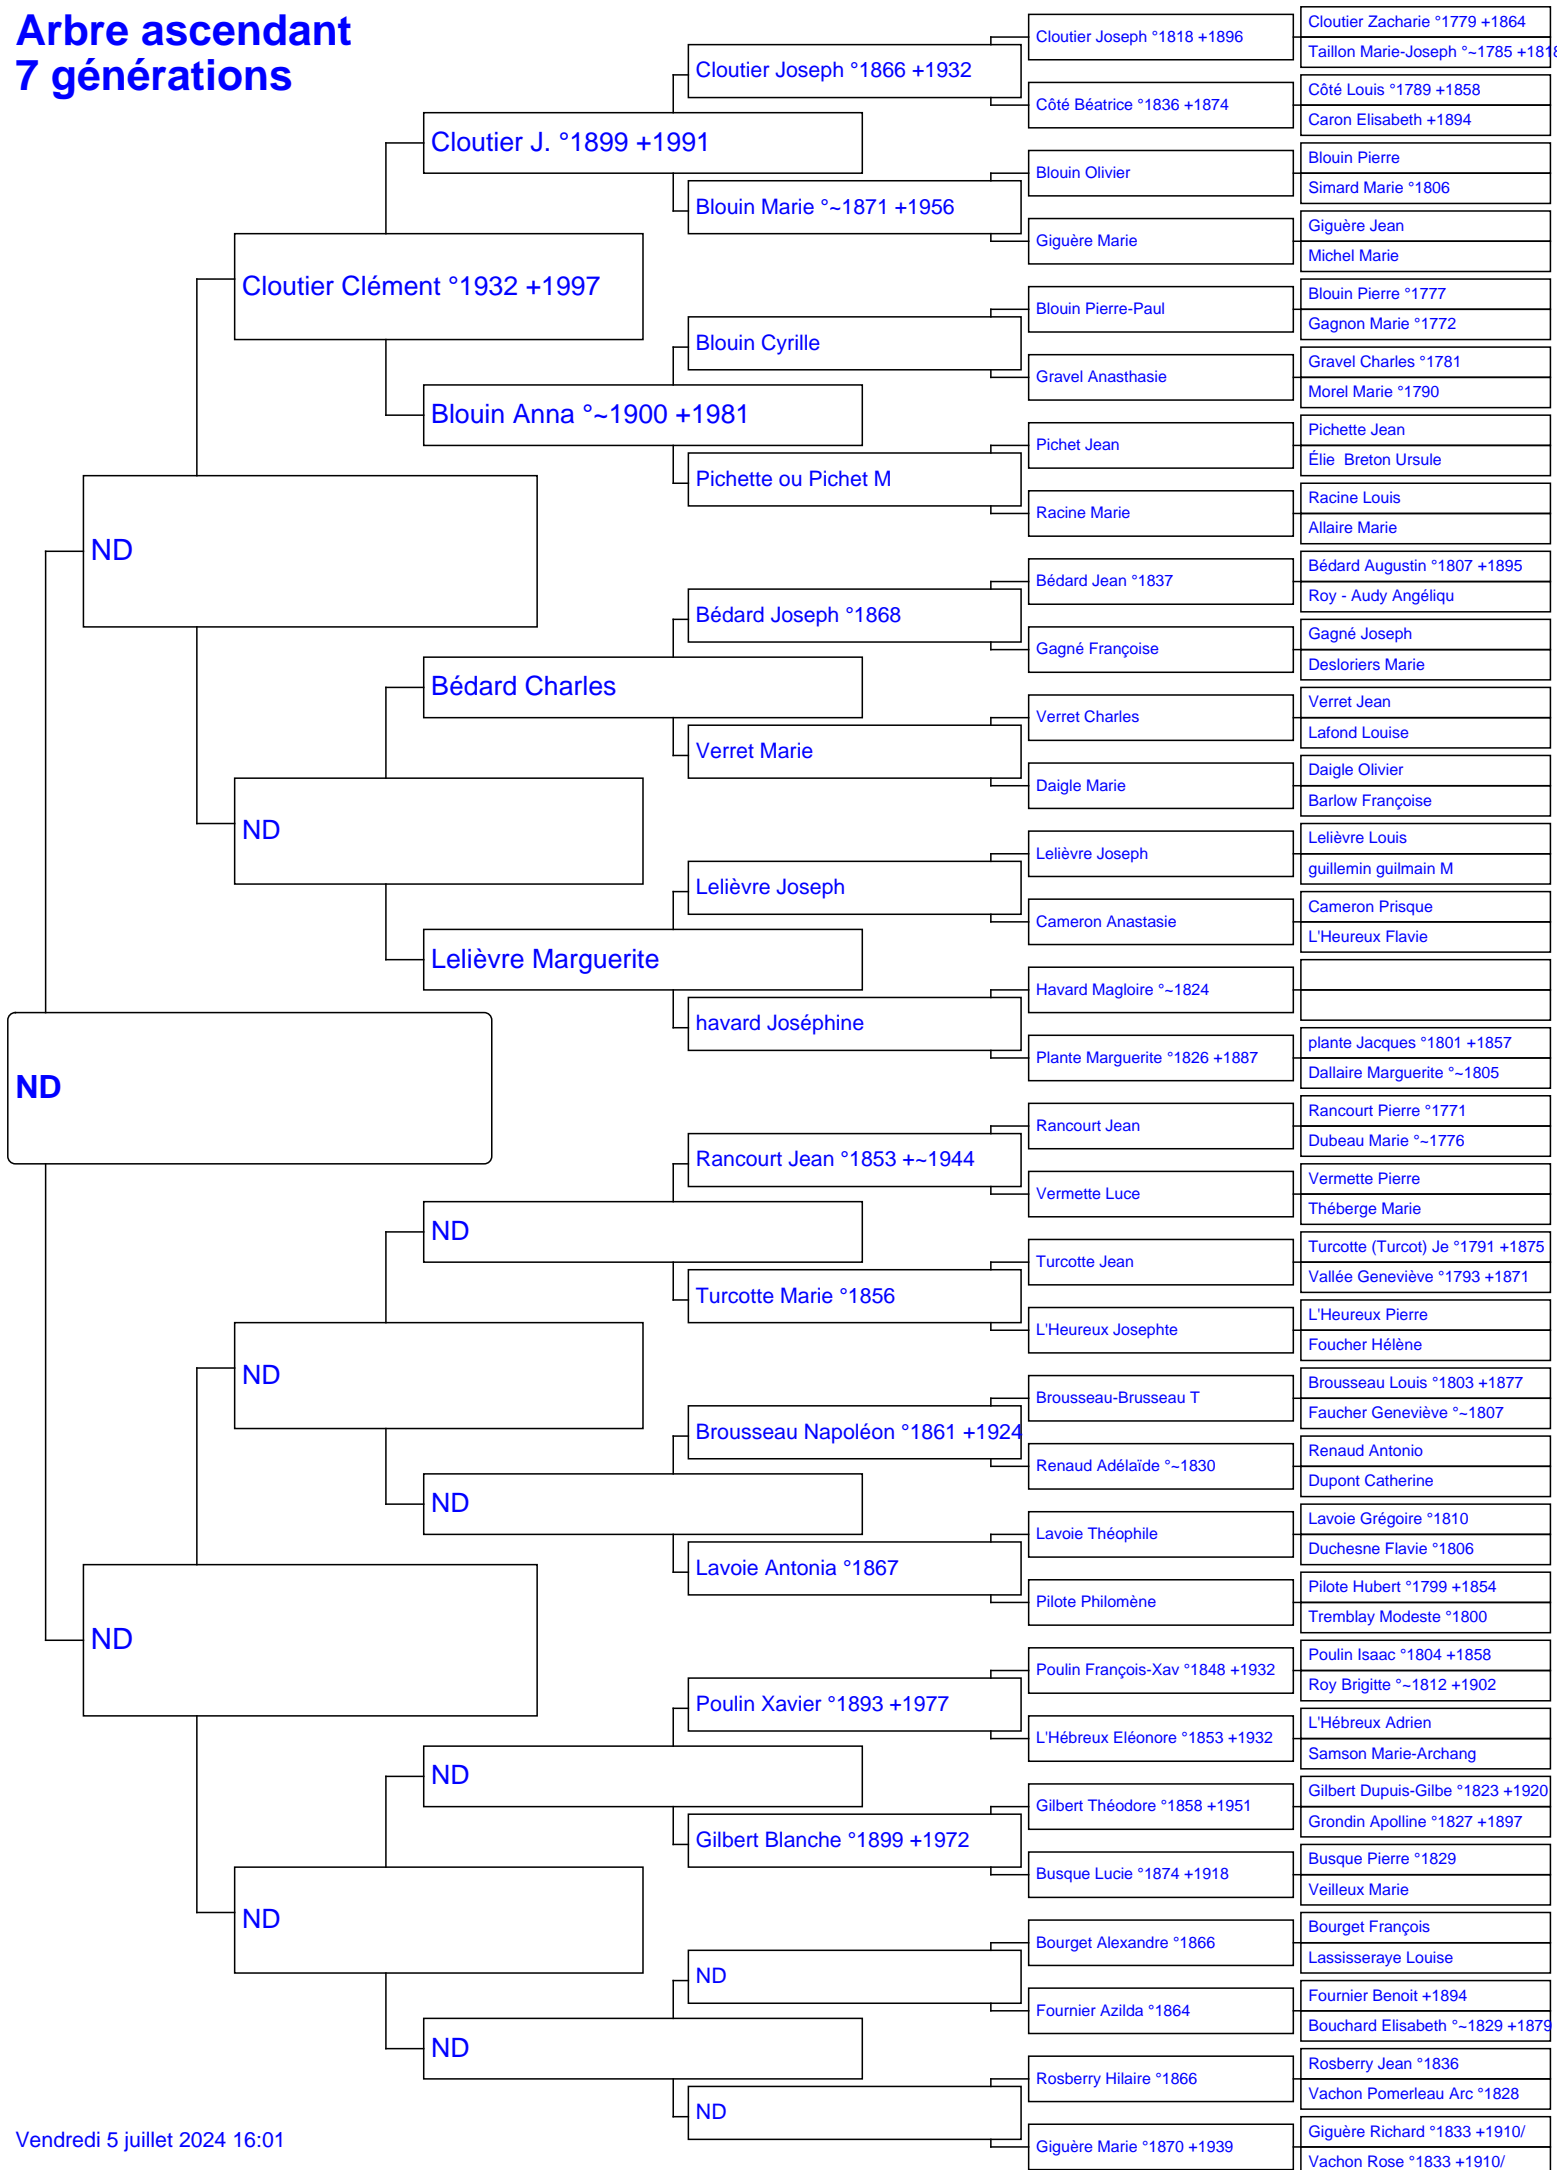 Arbre ascendant
7 générations
ND
ND
ND
Cloutier Clément °1932 +1997
ND
ND
ND
Cloutier J. °1899 +1991
Blouin Anna °~1900 +1981
Bédard Charles
Lelièvre Marguerite
ND
ND
ND
ND
Cloutier Joseph °1866 +1932
Blouin Marie °~1871 +1956
Blouin Cyrille
Pichette ou Pichet M
Bédard Joseph °1868
Verret Marie
Lelièvre Joseph
havard Joséphine
Rancourt Jean °1853 +~1944
Turcotte Marie °1856
Brousseau Napoléon °1861 +1924
Lavoie Antonia °1867
Poulin Xavier °1893 +1977
Gilbert Blanche °1899 +1972
ND
ND
Cloutier Joseph °1818 +1896
Côté Béatrice °1836 +1874
Blouin Olivier
Giguère Marie
Blouin Pierre-Paul
Gravel Anasthasie
Pichet Jean
Racine Marie
Bédard Jean °1837
Gagné Françoise
Verret Charles
Daigle Marie
Lelièvre Joseph
Cameron Anastasie
Havard Magloire °~1824
Plante Marguerite °1826 +1887
Rancourt Jean
Vermette Luce
Turcotte Jean
L'Heureux Josephte
Brousseau-Brusseau T
Renaud Adélaïde °~1830
Lavoie Théophile
Pilote Philomène
Poulin François-Xav °1848 +1932
L'Hébreux Eléonore °1853 +1932
Gilbert Théodore °1858 +1951
Busque Lucie °1874 +1918
Bourget Alexandre °1866
Fournier Azilda °1864
Rosberry Hilaire °1866
Giguère Marie °1870 +1939
Cloutier Zacharie °1779 +1864
Taillon Marie-Joseph °~1785 +1818
Côté Louis °1789 +1858
Caron Elisabeth +1894
Blouin Pierre
Simard Marie °1806
Giguère Jean
Michel Marie
Blouin Pierre °1777
Gagnon Marie °1772
Gravel Charles °1781
Morel Marie °1790
Pichette Jean
Élie  Breton Ursule
Racine Louis
Allaire Marie
Bédard Augustin °1807 +1895
Roy - Audy Angéliqu
Gagné Joseph
Desloriers Marie
Verret Jean
Lafond Louise
Daigle Olivier
Barlow Françoise
Lelièvre Louis
guillemin guilmain M
Cameron Prisque
L'Heureux Flavie
plante Jacques °1801 +1857
Dallaire Marguerite °~1805
Rancourt Pierre °1771
Dubeau Marie °~1776
Vermette Pierre
Théberge Marie
Turcotte (Turcot) Je °1791 +1875
Vallée Geneviève °1793 +1871
L'Heureux Pierre
Foucher Hélène
Brousseau Louis °1803 +1877
Faucher Geneviève °~1807
Renaud Antonio
Dupont Catherine
Lavoie Grégoire °1810
Duchesne Flavie °1806
Pilote Hubert °1799 +1854
Tremblay Modeste °1800
Poulin Isaac °1804 +1858
Roy Brigitte °~1812 +1902
L'Hébreux Adrien
Samson Marie-Archang
Gilbert Dupuis-Gilbe °1823 +1920
Grondin Apolline °1827 +1897
Busque Pierre °1829
Veilleux Marie
Bourget François
Lassisseraye Louise
Fournier Benoit +1894
Bouchard Elisabeth °~1829 +1879
Rosberry Jean °1836
Vachon Pomerleau Arc °1828
Giguère Richard °1833 +1910/
Vachon Rose °1833 +1910/
Vendredi 5 juillet 2024 16:01